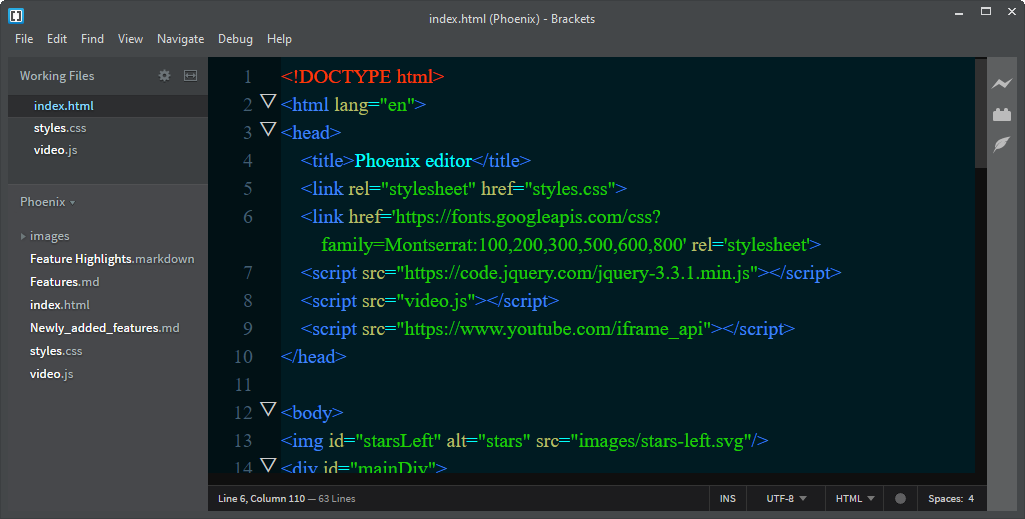 index.html (Phoenix) - Brackets
File Edit Find View Navigate Debug Help
Working Files
index.html
styles.css
video.js
Phoenix
images
Feature Highlights.markdown
Features.md
index.html
Newly_added_features.md
styles.css
video.js
1 <!DOCTYPE html>
2 <html lang="en">
3 <head>
4 <title>Phoenix editor</title>
5 <link rel="stylesheet" href="styles.css">
6 <link href='https://fonts.googleapis.com/css?
family=Montserrat:100,200,300,500,600,800' rel='stylesheet'>
7 <script src="https://code.jquery.com/jquery-3.3.1.min.js"></script>
8 <script src="video.js"></script>
9 <script src="https://www.youtube.com/iframe_api"></script>
10 </head>
11
12 <body>
13 <img id="starsLeft" alt="stars" src="images/stars-left.svg"/>
14 <div id="mainDiv">
Line 6, Column 110 — 63 Lines
INS UTF-8 HTML Spaces: 4